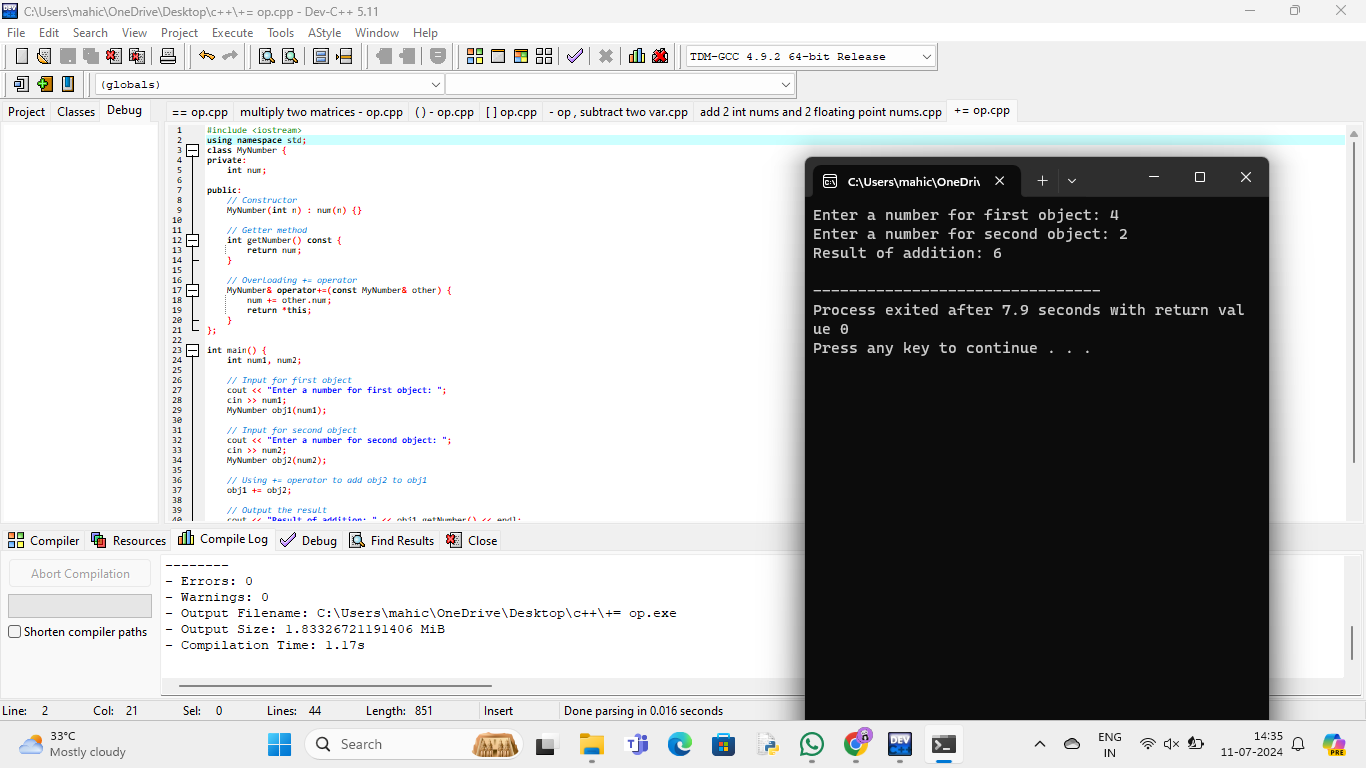 C:\Users\mahic\OneDrive\Desktop\c++\+= op.cpp - Dev-C++ 5.11
File Edit Search View Project Execute Tools AStyle Window Help
TDM-GCC 4.9.2 64-bit Release
(globals)
Project Classes Debug
== op.cpp multiply two matrices - op.cpp () - op.cpp [ ] op.cpp - op , subtract two var.cpp add 2 int nums and 2 floating point nums.cpp += op.cpp
1 #include <iostream>
2 using namespace std;
3 class MyNumber {
4 private:
5 int num;
6
7 public:
8 // Constructor
9 MyNumber(int n) : num(n) {}
10
11 // Getter method
12 int getNumber() const {
13 return num;
14 }
15
16 // Overloading += operator
17 MyNumber& operator+=(const MyNumber& other) {
18 num += other.num;
19 return *this;
20 }
21 };
22
23 int main() {
24 int num1, num2;
25
26 // Input for first object
27 cout << "Enter a number for first object: ";
28 cin >> num1;
29 MyNumber obj1(num1);
30
31 // Input for second object
32 cout << "Enter a number for second object: ";
33 cin >> num2;
34 MyNumber obj2(num2);
35
36 // Using += operator to add obj2 to obj1
37 obj1 += obj2;
38
39 // Output the result
40 cout << "Result of addition: " << obj1.getNumber() << endl;
C:\Users\mahic\OneDri
Enter a number for first object: 4
Enter a number for second object: 2
Result of addition: 6
--------------------------------
Process exited after 7.9 seconds with return val
ue 0
Press any key to continue . . .
Compiler Resources Compile Log Debug Find Results Close
Abort Compilation
Shorten compiler paths
--------
- Errors: 0
- Warnings: 0
- Output Filename: C:\Users\mahic\OneDrive\Desktop\c++\+= op.exe
- Output Size: 1.83326721191406 MiB
- Compilation Time: 1.17s
Line: 2 Col: 21 Sel: 0 Lines: 44 Length: 851 Insert Done parsing in 0.016 seconds
33°C
Mostly cloudy
Search
DEV
ENG
IN
14:35
11-07-2024
PRE